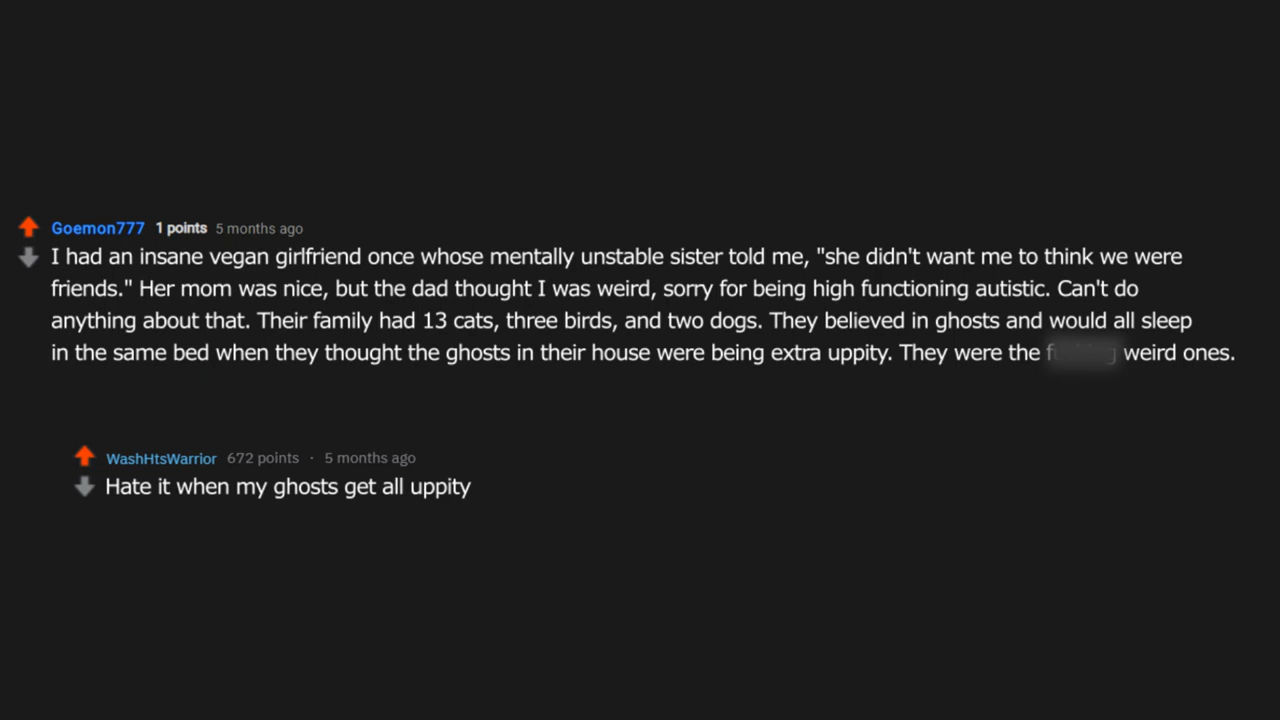 Goemon777 1 points 5 months ago
I had an insane vegan girlfriend once whose mentally unstable sister told me, "she didn't want me to think we were
friends." Her mom was nice, but the dad thought I was weird, sorry for being high functioning autistic. Can't do
anything about that. Their family had 13 cats, three birds, and two dogs. They believed in ghosts and would all sleep
in the same bed when they thought the ghosts in their house were being extra uppity. They were the weird ones.
WashHtsWarrior 672 points · 5 months ago
Hate it when my ghosts get all uppity